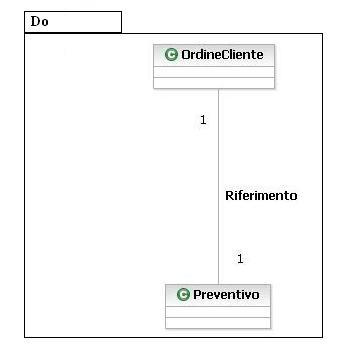 Do
C OrdineCliente
1
Riferimento
1
C Preventivo